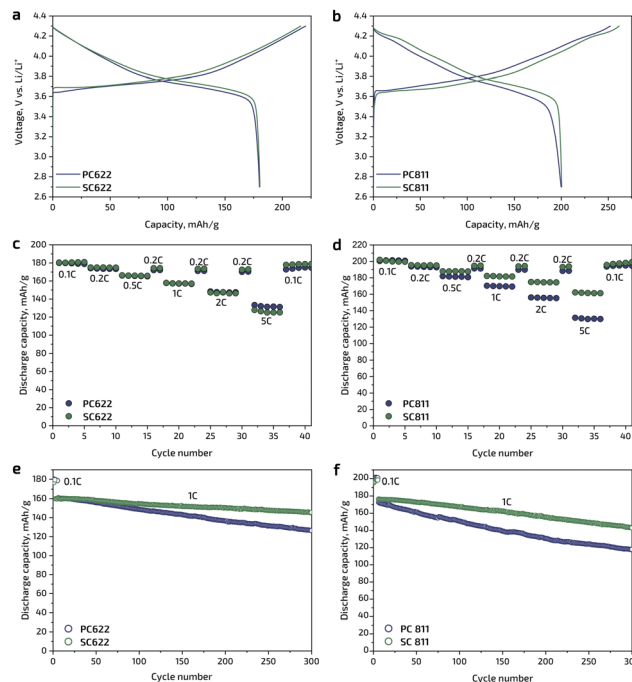 a
4.4
4.2
4.0
3.8
3.6
3.4
3.2
3.0
2.8
2.6
Voltage, V vs. Li/Li⁺
PC622
SC622
0 50 100 150 200
Capacity, mAh/g
b
4.4
4.2
4.0
3.8
3.6
3.4
3.2
3.0
2.8
2.6
Voltage, V vs. Li/Li⁺
PC811
SC811
0 50 100 150 200 250
Capacity, mAh/g
c
200
180
160
140
120
100
80
60
40
20
0
Discharge capacity, mAh/g
0.1C
0.2C
0.5C
0.2C
1C
0.2C
2C
0.2C
5C
0.1C
PC622
SC622
0 5 10 15 20 25 30 35 40
Cycle number
d
220
200
180
160
140
120
100
80
60
40
20
0
Discharge capacity, mAh/g
0.1C
0.2C
0.5C
0.2C
1C
0.2C
2C
0.2C
5C
0.1C
PC811
SC811
0 5 10 15 20 25 30 35 40
Cycle number
e
180
160
140
120
100
80
60
40
20
0
Discharge capacity, mAh/g
0.1C
1C
PC622
SC622
0 50 100 150 200 250 300
Cycle number
f
200
180
160
140
120
100
80
60
40
20
0
Discharge capacity, mAh/g
0.1C
1C
PC 811
SC 811
0 50 100 150 200 250 300
Cycle number